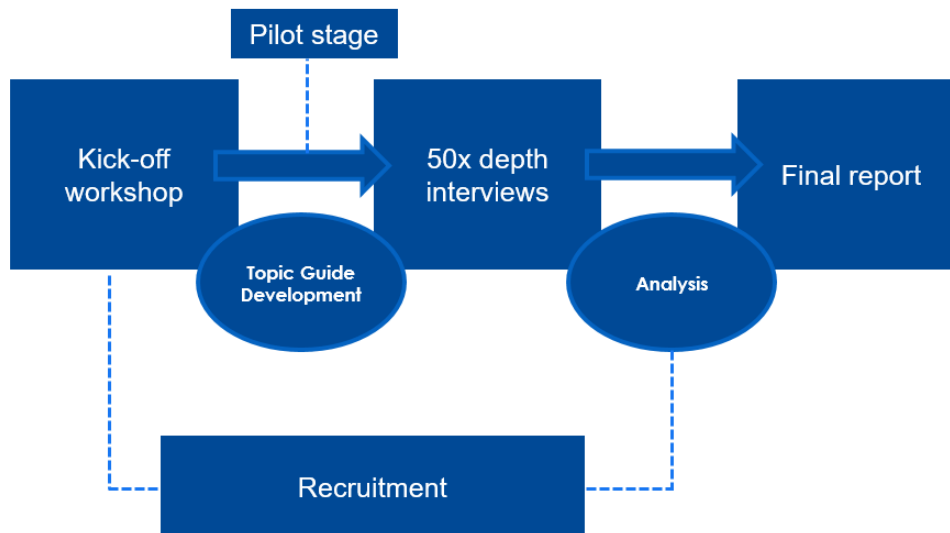 Pilot stage
Kick-off
workshop
50x depth
interviews
Final report
Topic Guide
Development
Analysis
Recruitment